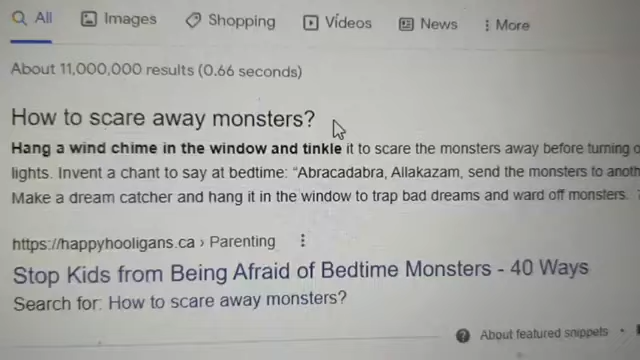 All Images Shopping Videos News More
About 11,000,000 results (0.66 seconds)
How to scare away monsters?
Hang a wind chime in the window and tinkle it to scare the monsters away before turning
lights. Invent a chant to say at bedtime: "Abracadabra, Allakazam, send the monsters to
Make a dream catcher and hang it in the window to trap bad dreams and ward off monsters.
https://happyhooligans.ca › Parenting
Stop Kids from Being Afraid of Bedtime Monsters - 40 Ways
Search for: How to scare away monsters?
About featured snippets